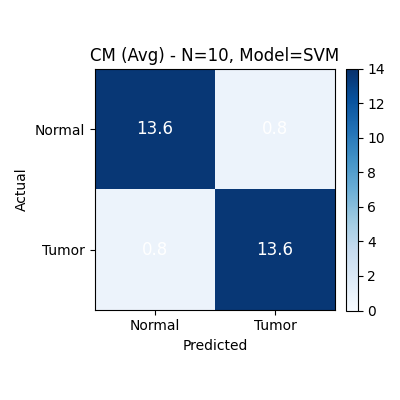 CM (Avg) - N=10, Model=SVM
Actual
Normal
13.6
0.8
Tumor
0.8
13.6
Normal
Tumor
Predicted
14
12
10
8
6
4
2
0